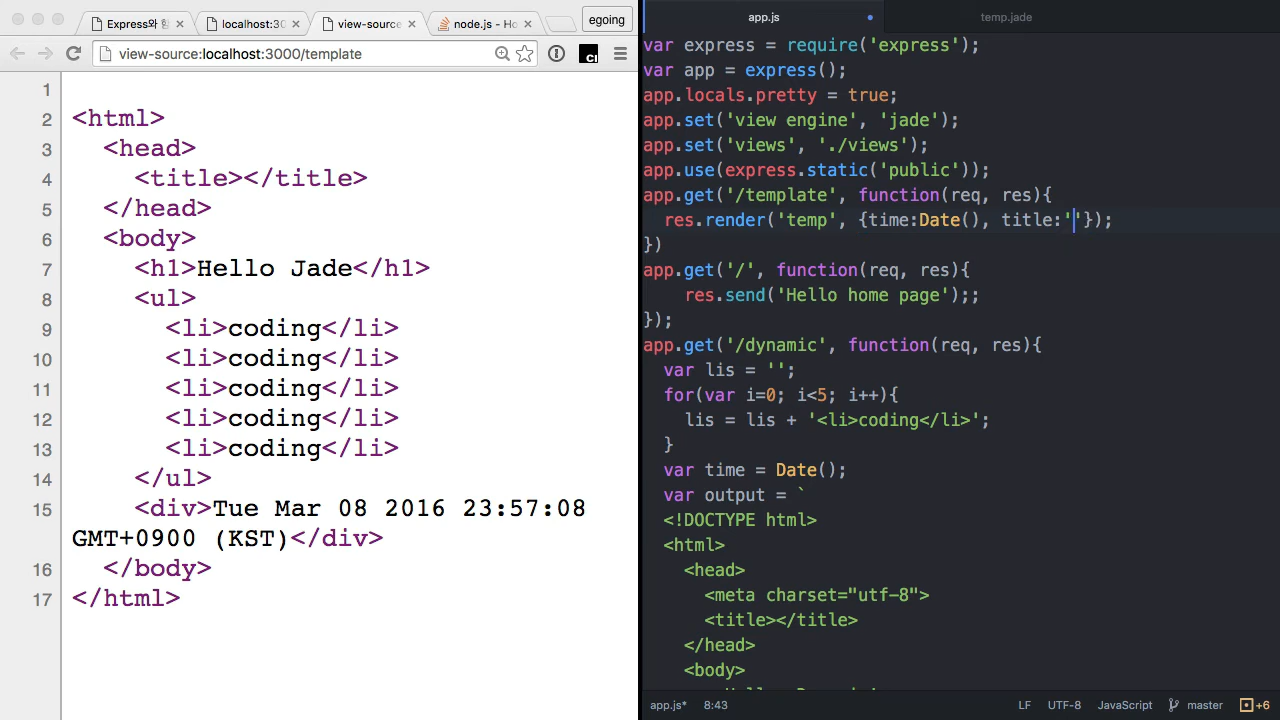 Express와
localhost:30
view-source
node.js - Ho
egoing
view-source:localhost:3000/template
1
2 <html>
3 <head>
4 <title></title>
5 </head>
6 <body>
7 <h1>Hello Jade</h1>
8 <ul>
9 <li>coding</li>
10 <li>coding</li>
11 <li>coding</li>
12 <li>coding</li>
13 <li>coding</li>
14 </ul>
15 <div>Tue Mar 08 2016 23:57:08
GMT+0900 (KST)</div>
16 </body>
17 </html>
app.js
temp.jade
var express = require('express');
var app = express();
app.locals.pretty = true;
app.set('view engine', 'jade');
app.set('views', './views');
app.use(express.static('public'));
app.get('/template', function(req, res){
res.render('temp', {time:Date(), title:''});
})
app.get('/', function(req, res){
res.send('Hello home page');;
});
app.get('/dynamic', function(req, res){
var lis = '';
for(var i=0; i<5; i++){
lis = lis + '<li>coding</li>';
}
var time = Date();
var output = `
<!DOCTYPE html>
<html>
<head>
<meta charset="utf-8">
<title></title>
</head>
<body>
app.js* 8:43 LF UTF-8 JavaScript master +6